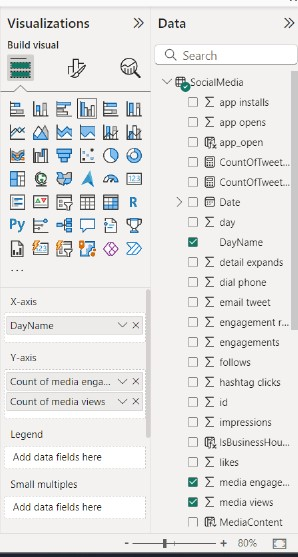 Visualizations
Build visual
123
R
Py
...
X-axis
DayName
Y-axis
Count of media enga...
Count of media views
Legend
Add data fields here
Small multiples
Add data fields here
Data
Search
SocialMedia
app installs
app opens
app_open
CountOfTweet...
CountOfTweet...
Date
day
DayName
detail expands
dial phone
email tweet
engagement r...
engagements
follows
hashtag clicks
id
impressions
IsBusinessHou...
likes
media engage...
media views
MediaContent
- + 80%